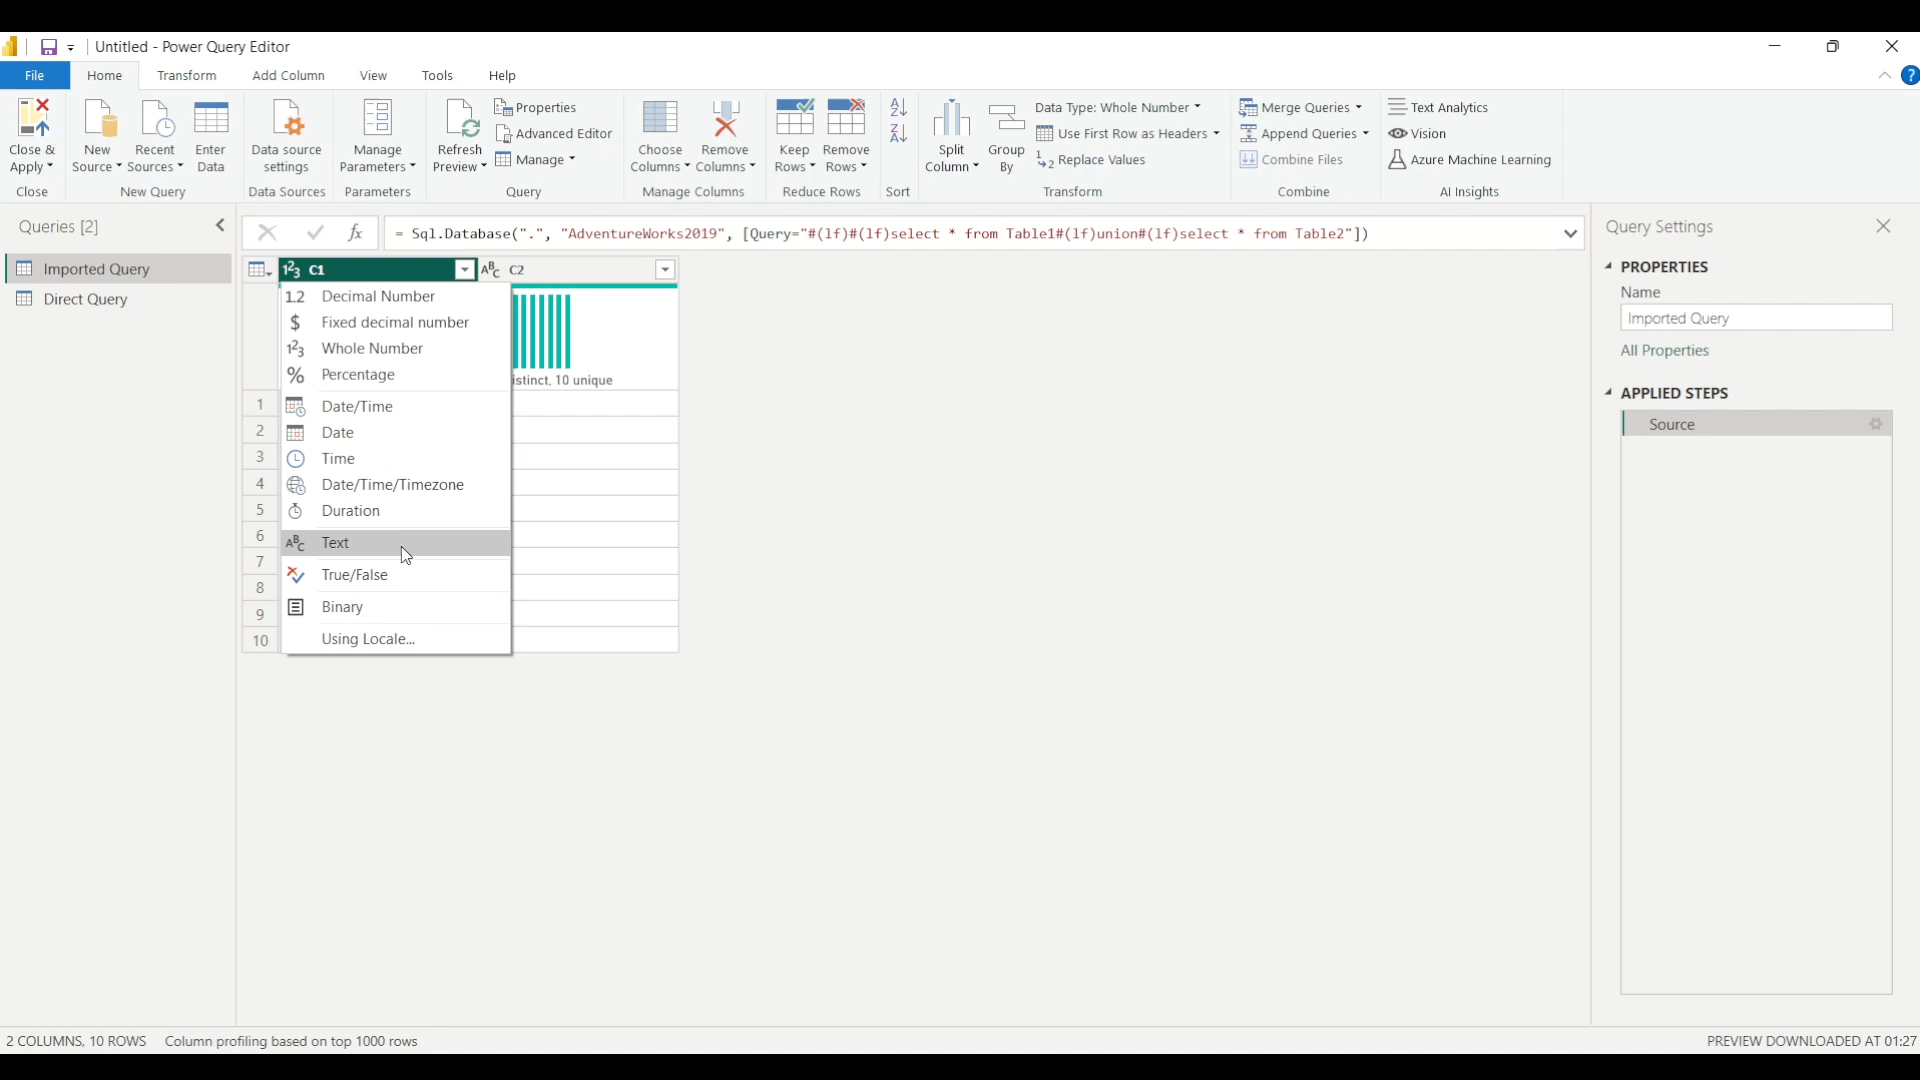 Untitled - Power Query Editor
File Home Transform Add Column View Tools Help
Close & Apply
New Source
Recent Sources
Enter Data
Data source settings
Manage Parameters
Refresh Preview
Properties
Advanced Editor
Manage
Choose Columns
Remove Columns
Keep Rows
Remove Rows
Split Column
Group By
Data Type: Whole Number
Use First Row as Headers
Replace Values
Merge Queries
Append Queries
Combine Files
Text Analytics
Vision
Azure Machine Learning
Close New Query Data Sources Parameters Query Manage Columns Reduce Rows Sort Transform Combine AI Insights
Queries [2]
Imported Query
Direct Query
fx
= Sql.Database(".", "AdventureWorks2019", [Query="#(lf)#(lf)select * from Table1#(lf)union#(lf)select * from Table2"])
123 C1 ABC C2
1.2 Decimal Number
$ Fixed decimal number
123 Whole Number
% Percentage
Date/Time
Date
Time
Date/Time/Timezone
Duration
ABC Text
True/False
Binary
Using Locale...
istinct, 10 unique
1
2
3
4
5
6
7
8
9
10
Query Settings
PROPERTIES
Name
Imported Query
All Properties
APPLIED STEPS
Source
2 COLUMNS, 10 ROWS Column profiling based on top 1000 rows
PREVIEW DOWNLOADED AT 01:27